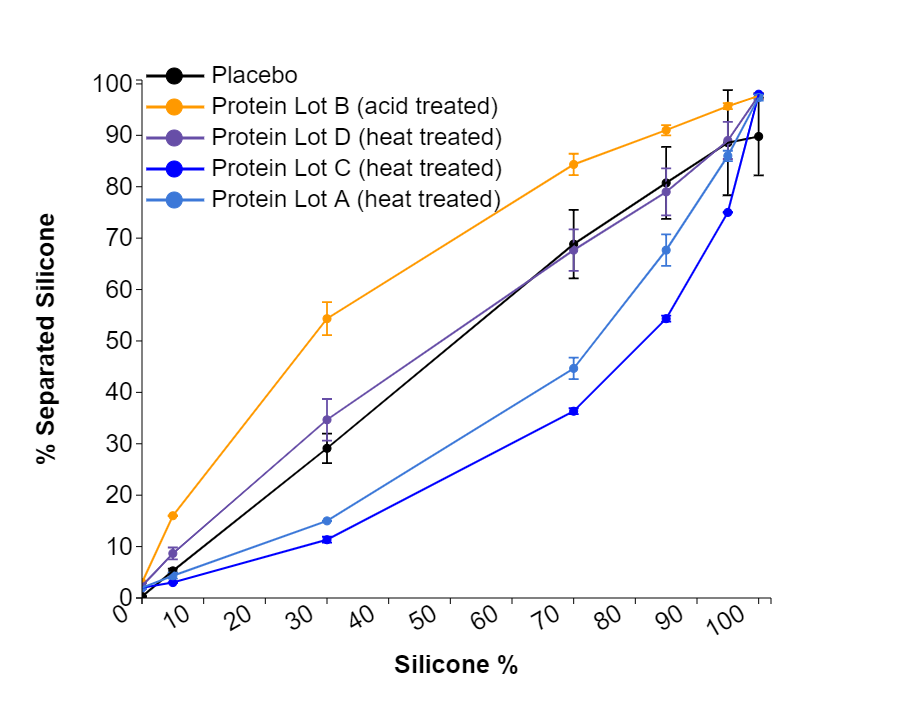 Placebo
Protein Lot B (acid treated)
Protein Lot D (heat treated)
Protein Lot C (heat treated)
Protein Lot A (heat treated)
% Separated Silicone
100
90
80
70
60
50
40
30
20
10
0
0 10 20 30 40 50 60 70 80 90 100
Silicone %